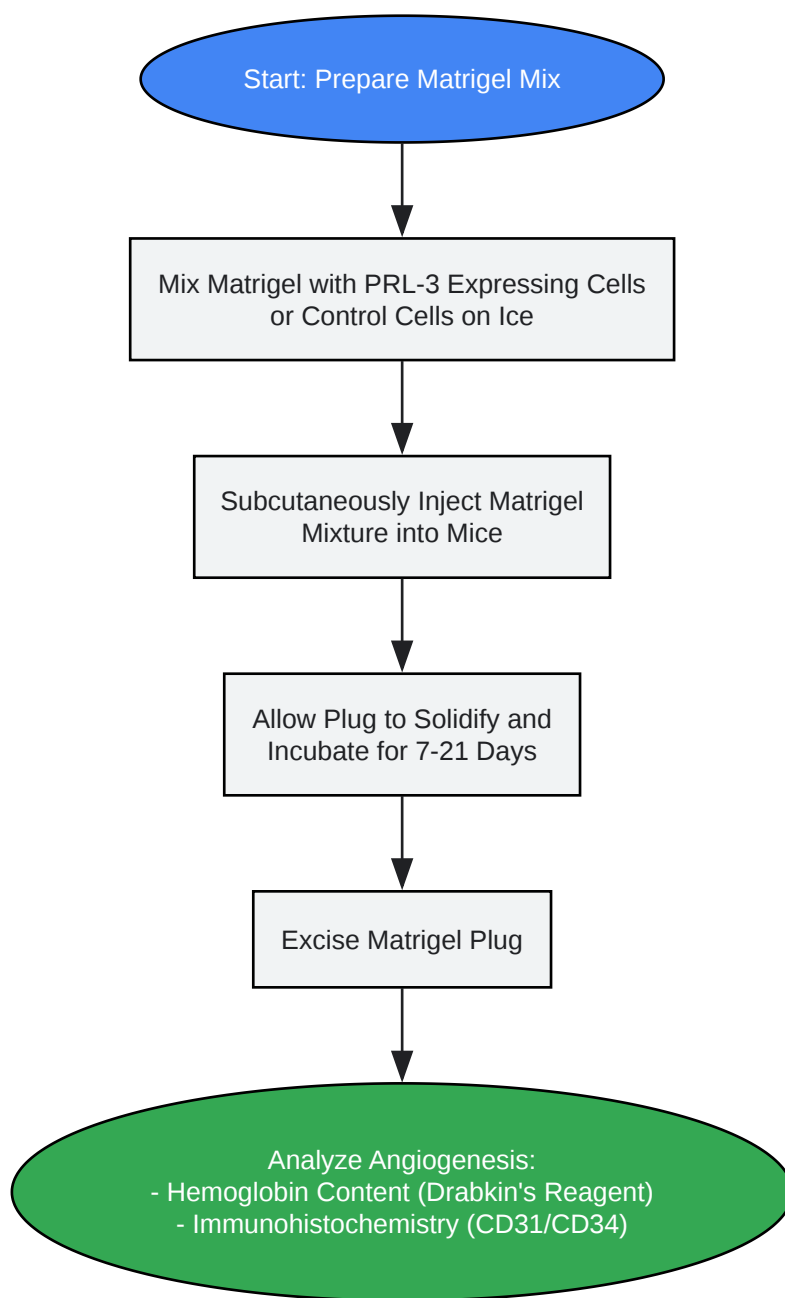 Start: Prepare Matrigel Mix
Mix Matrigel with PRL-3 Expressing Cells
or Control Cells on Ice
Subcutaneously Inject Matrigel
Mixture into Mice
Allow Plug to Solidify and
Incubate for 7-21 Days
Excise Matrigel Plug
Analyze Angiogenesis:
- Hemoglobin Content (Drabkin's Reagent)
- Immunohistochemistry (CD31/CD34)